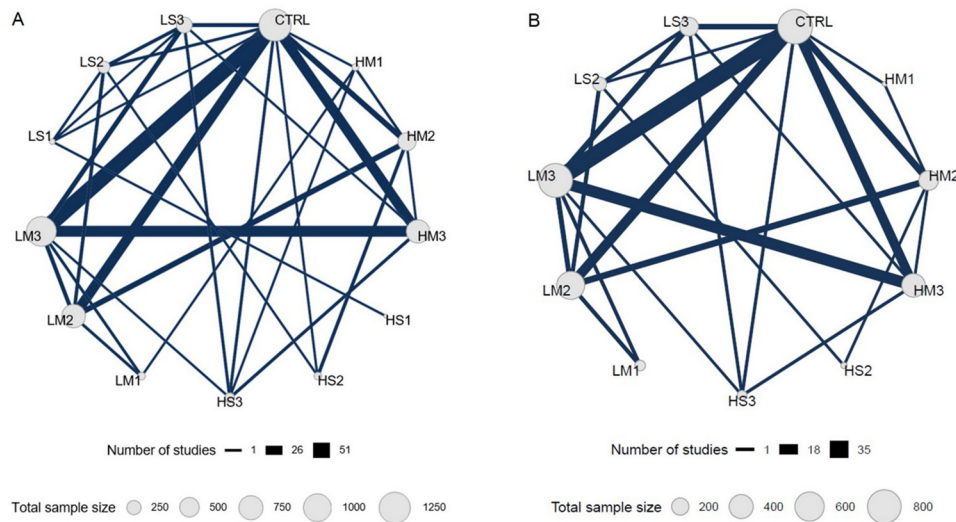 A
LS3
CTRL
LS2
HM1
LS1
HM2
LM3
HM3
LM2
HS1
LM1
HS2
HS3
Number of studies 1 26 51
Total sample size 250 500 750 1000 1250
B
LS3
CTRL
LS2
HM1
LM3
HM2
LM2
HM3
LM1
HS2
HS3
Number of studies 1 18 35
Total sample size 200 400 600 800